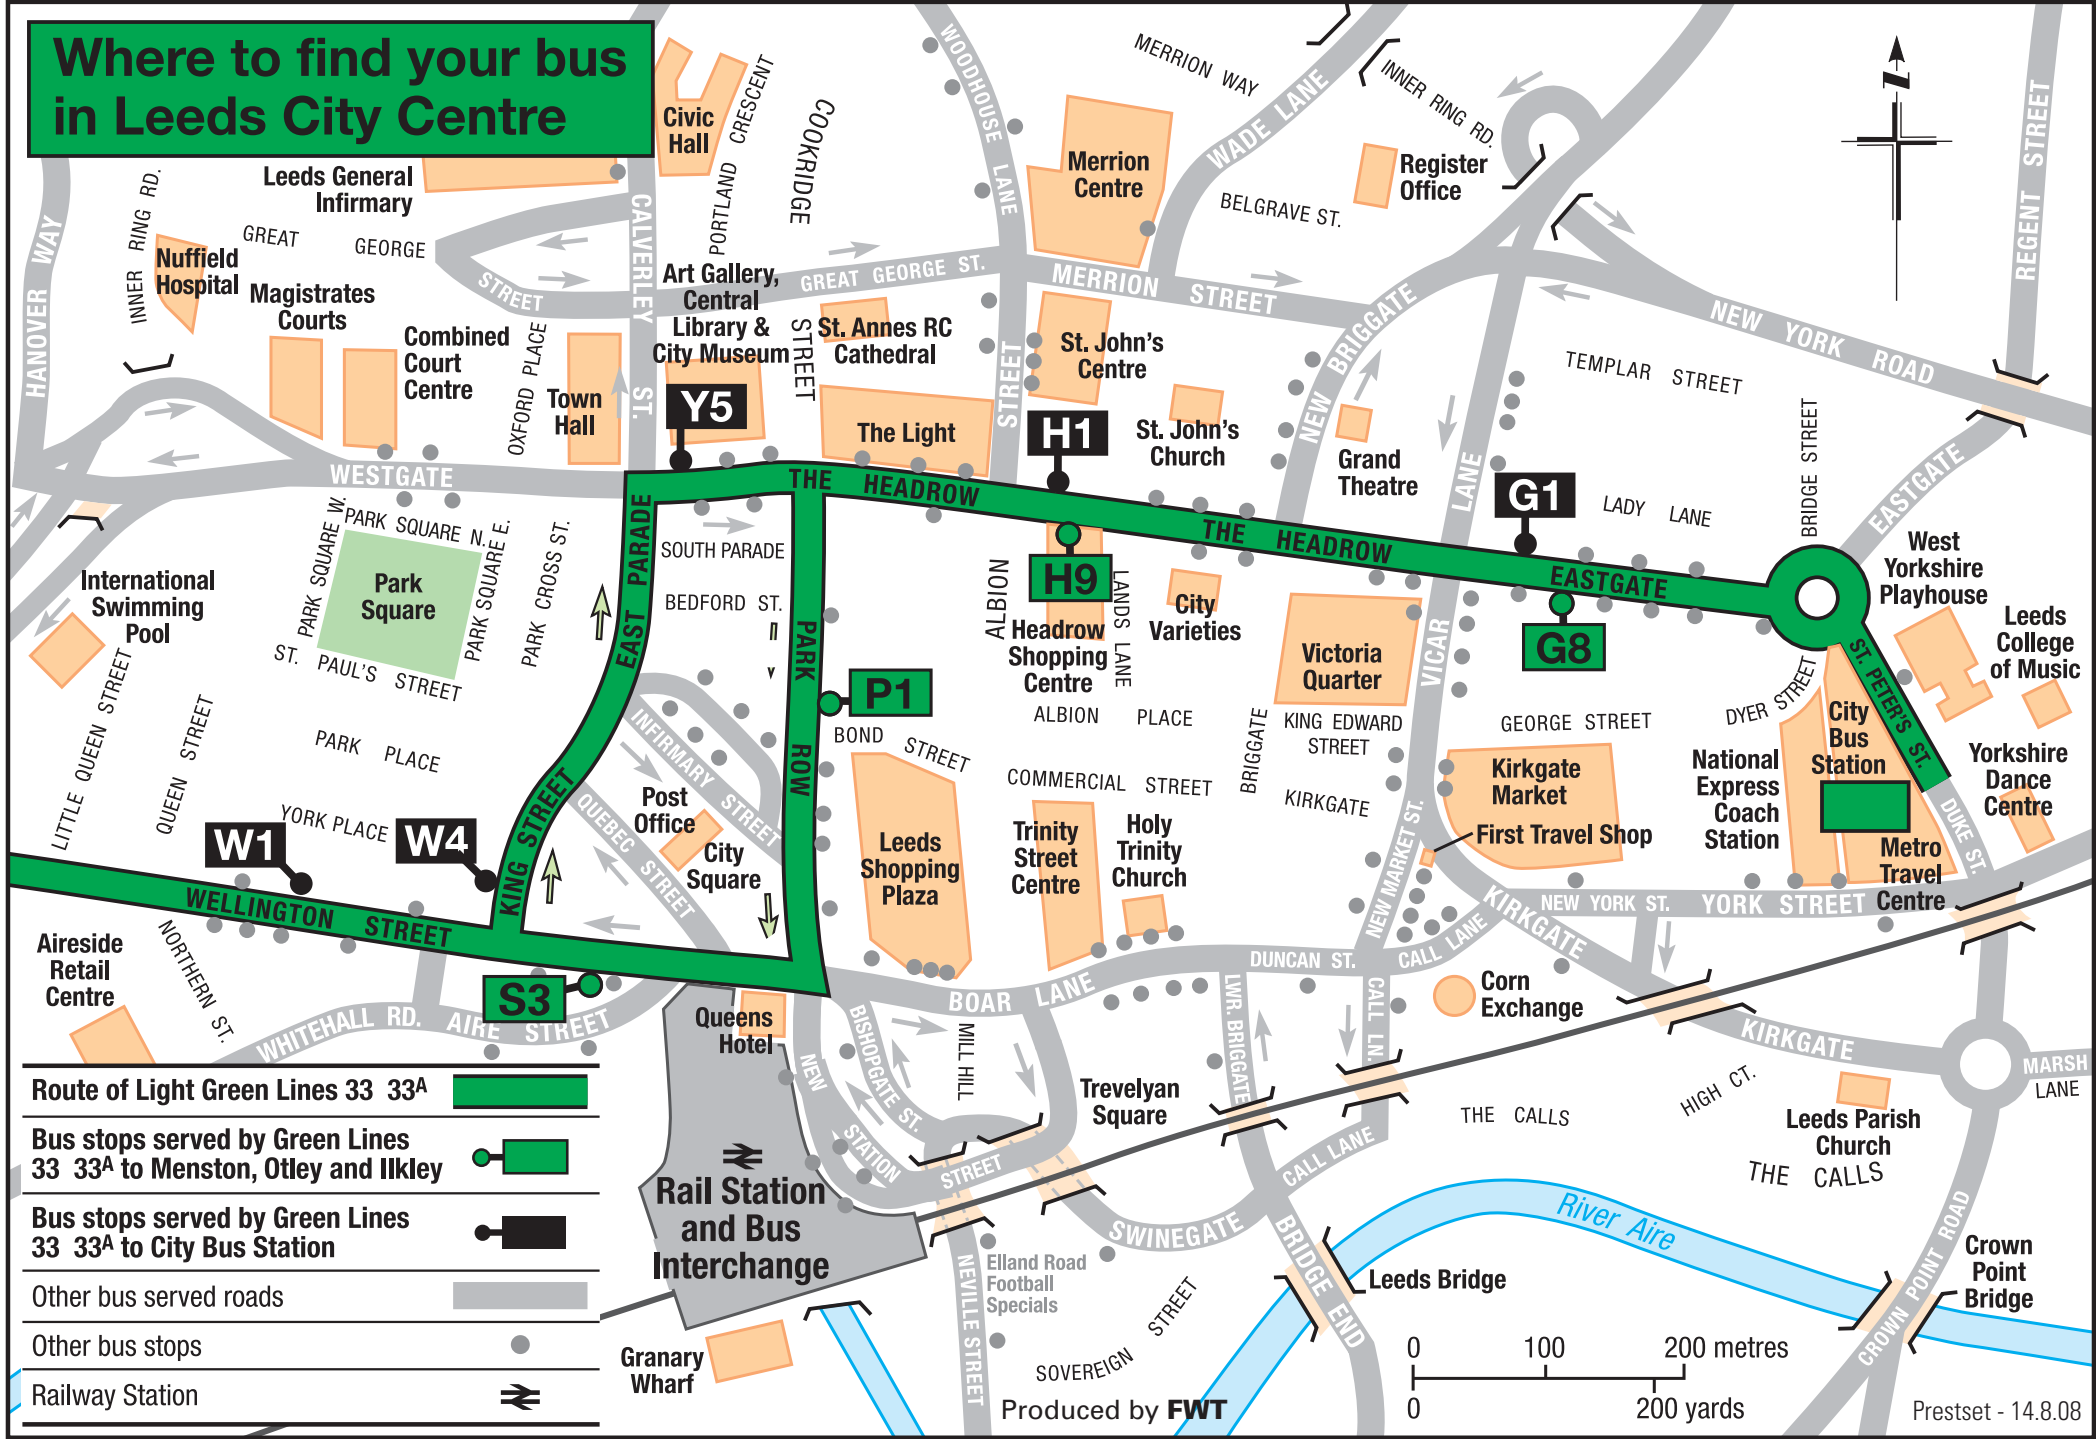 Where to find your bus
in Leeds City Centre
Civic
Hall
PORTLAND CRESCENT
COOKRIDGE
STREET
WOODHOUSE LANE
MERRION WAY
WADE LANE
INNER RING RD.
Merrion
Centre
Register
Office
BELGRAVE ST.
REGENT STREET
N
Leeds General
Infirmary
INNER RING RD.
HANOVER WAY
GREAT GEORGE
STREET
CALVERLEY ST.
Nuffield
Hospital
Magistrates
Courts
Combined
Court
Centre
OXFORD PLACE
Town
Hall
Art Gallery,
Central
Library &
City Museum
GREAT GEORGE ST.
St. Annes RC
Cathedral
MERRION STREET
STREET
St. John's
Centre
NEW BRIGGATE
NEW YORK ROAD
TEMPLAR STREET
Y5
The Light
H1
St. John's
Church
Grand
Theatre
VICAR LANE
G1
LADY LANE
BRIDGE STREET
EASTGATE
WESTGATE
THE HEADROW
THE HEADROW
EASTGATE
PARK SQUARE W.
PARK SQUARE N.
PARK SQUARE E.
PARK CROSS ST.
Park
Square
ST. PAUL'S STREET
EAST PARADE
SOUTH PARADE
BEDFORD ST.
PARK ROW
ALBION
H9
LANDS LANE
Headrow
Shopping
Centre
City
Varieties
Victoria
Quarter
G8
West
Yorkshire
Playhouse
Leeds
College
of Music
ST. PETER'S ST.
International
Swimming
Pool
LITTLE QUEEN STREET
QUEEN STREET
PARK PLACE
YORK PLACE
INFIRMARY STREET
P1
BOND STREET
ALBION PLACE
BRIGGATE
KING EDWARD
STREET
GEORGE STREET
DYER STREET
City
Bus
Station
National
Express
Coach
Station
Yorkshire
Dance
Centre
COMMERCIAL STREET
KIRKGATE
Kirkgate
Market
First Travel Shop
W1
W4
KING STREET
QUEBEC STREET
Post
Office
City
Square
Leeds
Shopping
Plaza
Trinity
Street
Centre
Holy
Trinity
Church
NEW MARKET ST.
Metro
Travel
Centre
DUKE ST.
WELLINGTON STREET
KIRKGATE
NEW YORK ST.
YORK STREET
Aireside
Retail
Centre
NORTHERN ST.
WHITEHALL RD.
AIRE STREET
S3
Queens
Hotel
BOAR LANE
DUNCAN ST.
CALL LANE
Corn
Exchange
LWR. BRIGGATE
CALL LN.
KIRKGATE
MARSH
LANE
NEW STATION STREET
BISHOPGATE ST.
MILL HILL
Trevelyan
Square
THE CALLS
HIGH CT.
Leeds Parish
Church
THE CALLS
Rail Station
and Bus
Interchange
CALL LANE
SWINEGATE
BRIDGE END
River Aire
Leeds Bridge
CROWN POINT ROAD
Crown
Point
Bridge
Elland Road
Football
Specials
NEVILLE STREET
SOVEREIGN STREET
Granary
Wharf
Route of Light Green Lines 33 33A
Bus stops served by Green Lines
33 33A to Menston, Otley and Ilkley
Bus stops served by Green Lines
33 33A to City Bus Station
Other bus served roads
Other bus stops
Railway Station
0 100 200 metres
0 200 yards
Produced by FWT
Prestset - 14.8.08